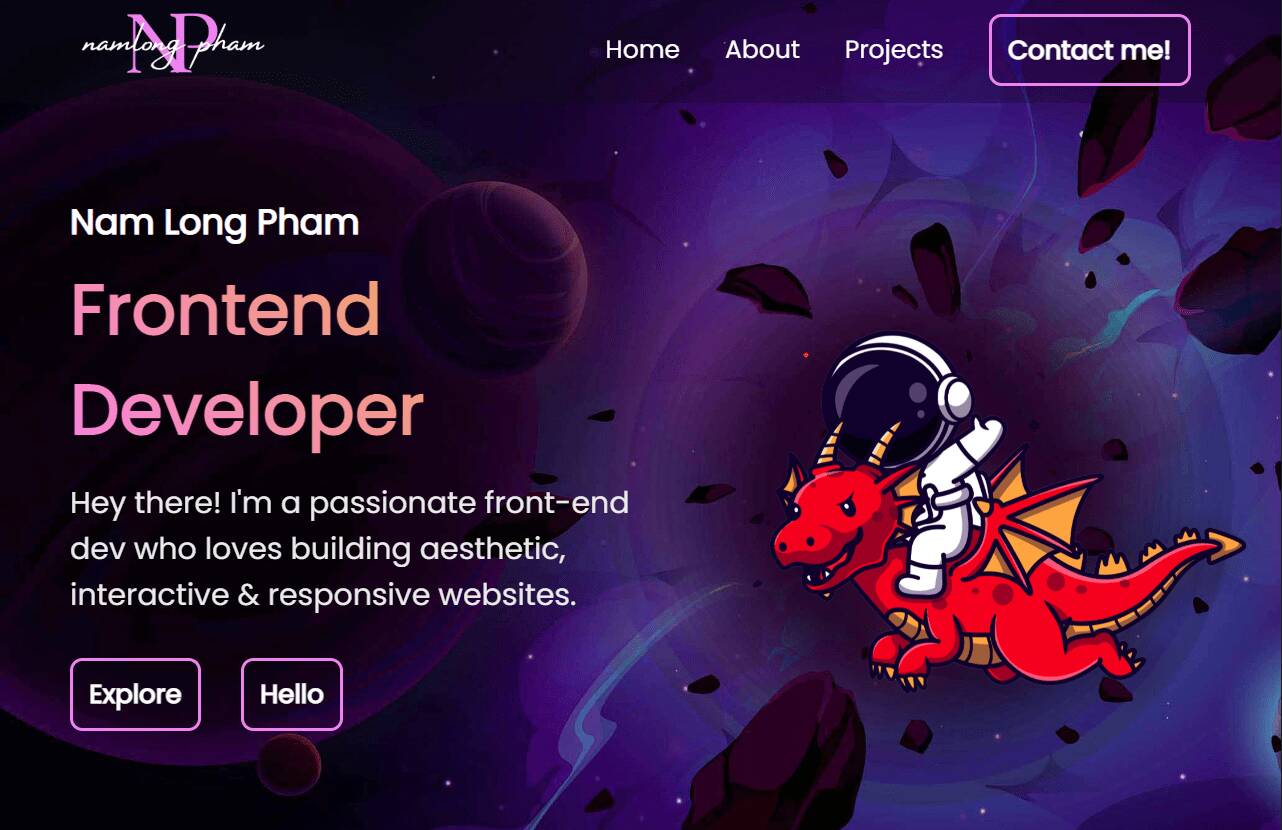 NP
namlong pham
Home About Projects Contact me!
Nam Long Pham
Frontend
Developer
Hey there! I'm a passionate front-end
dev who loves building aesthetic,
interactive & responsive websites.
Explore Hello